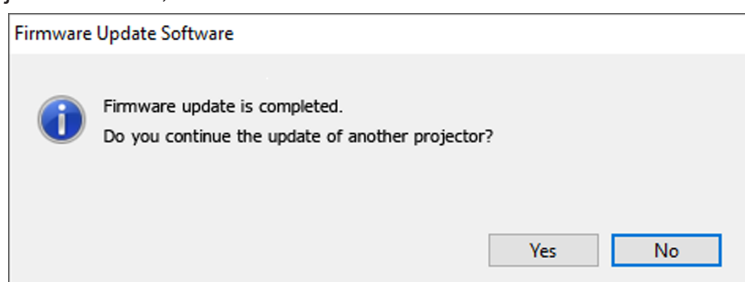 Firmware Update Software
Firmware update is completed.
Do you continue the update of another projector?
Yes No